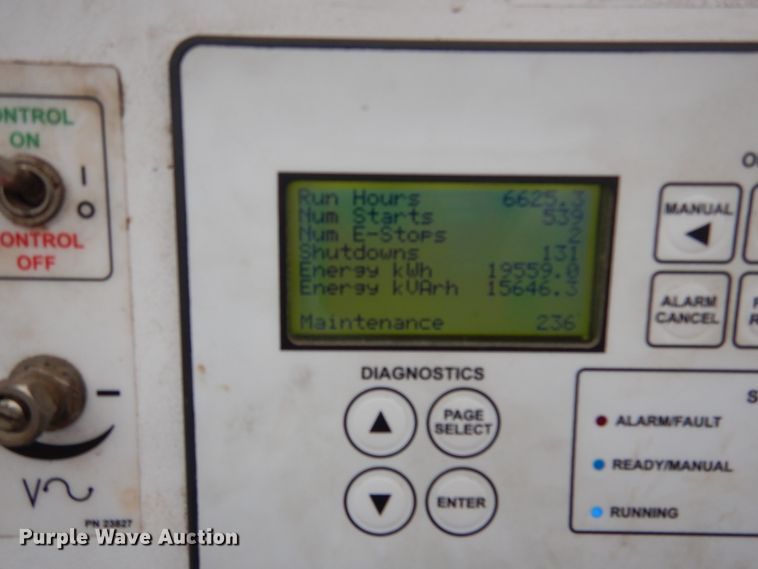 ONTROL
ON
I
O
ONTROL
OFF
V
PN 23827
Run Hours 6625.3
Num Starts 539
Num E-Stops 2
Shutdowns 131
Energy kWh 19559.0
Energy kVArh 15646.3
Maintenance 236
DIAGNOSTICS
PAGE
SELECT
ENTER
O
MANUAL
ALARM
CANCEL
S
ALARM/FAULT
READY/MANUAL
RUNNING
Purple Wave Auction